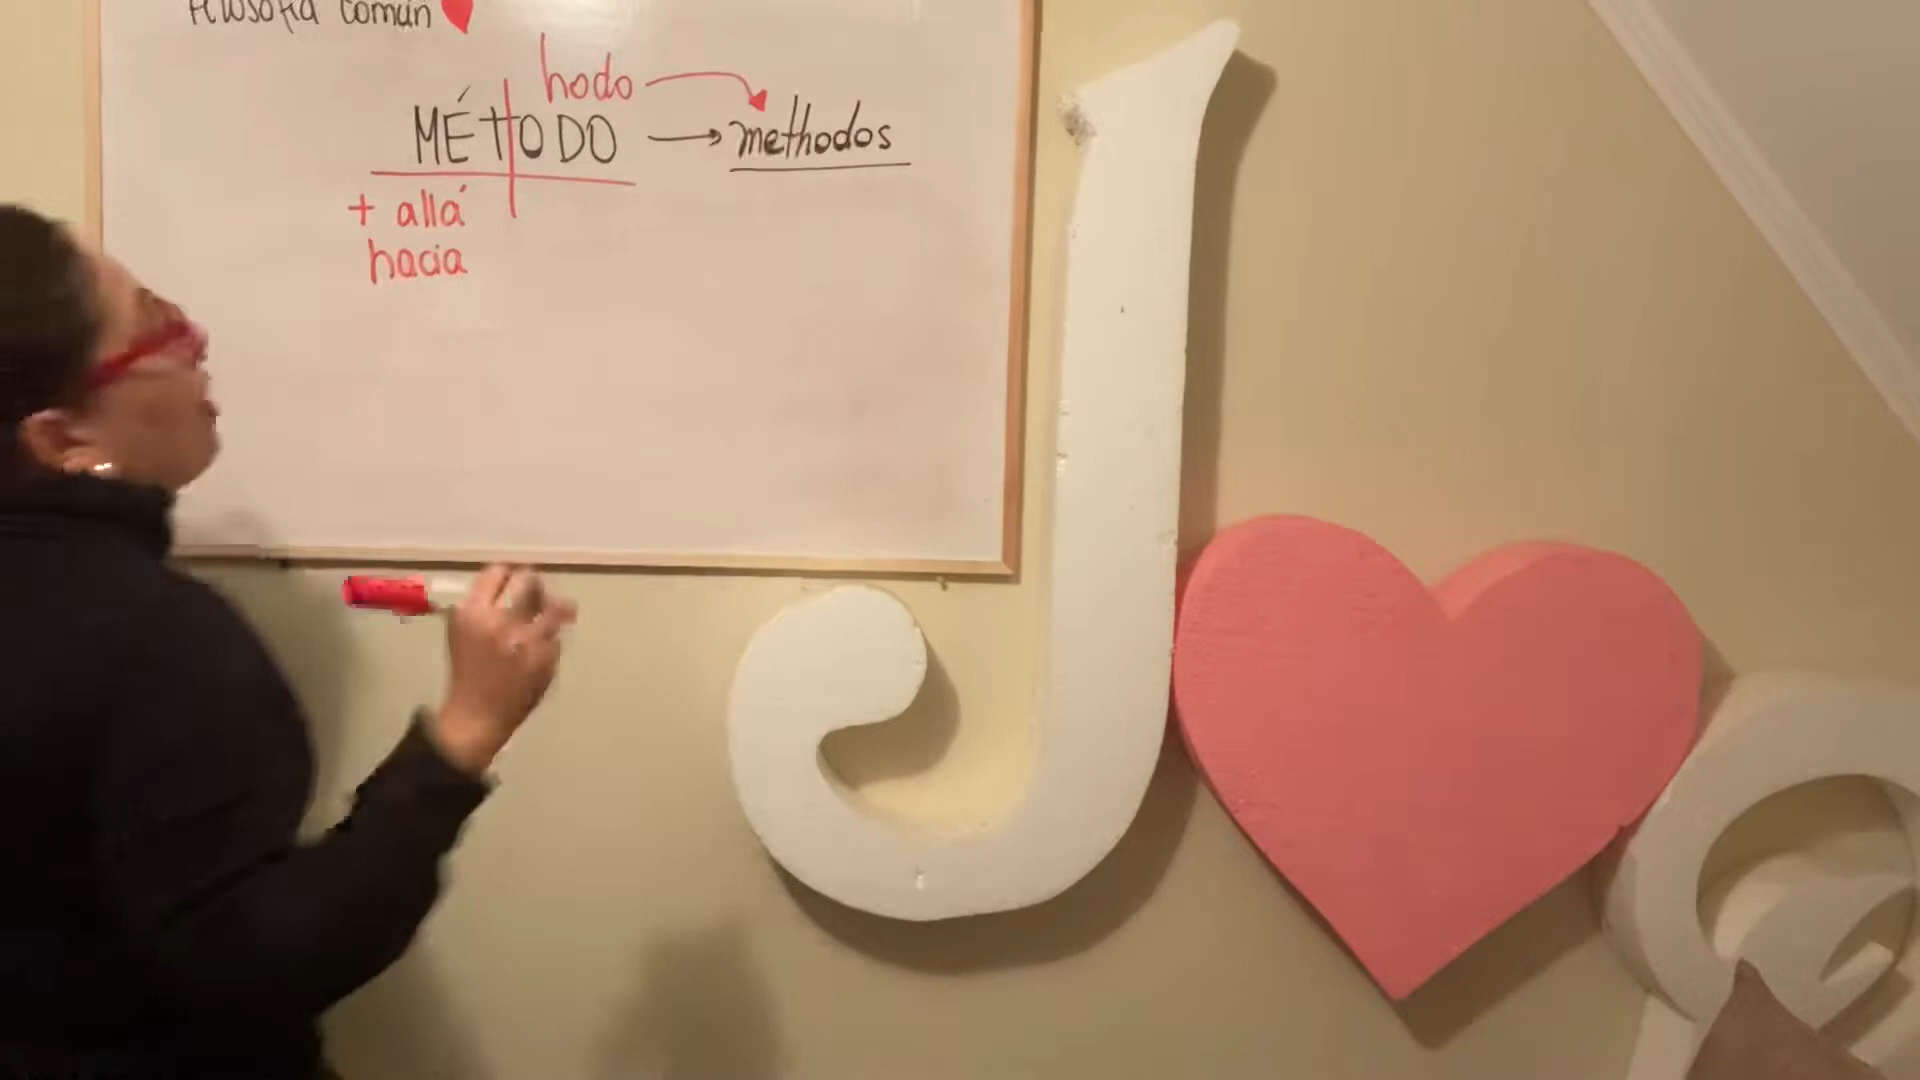 Filosofía común
hodo
MÉTODO → methodos
+ allá
hacia
J